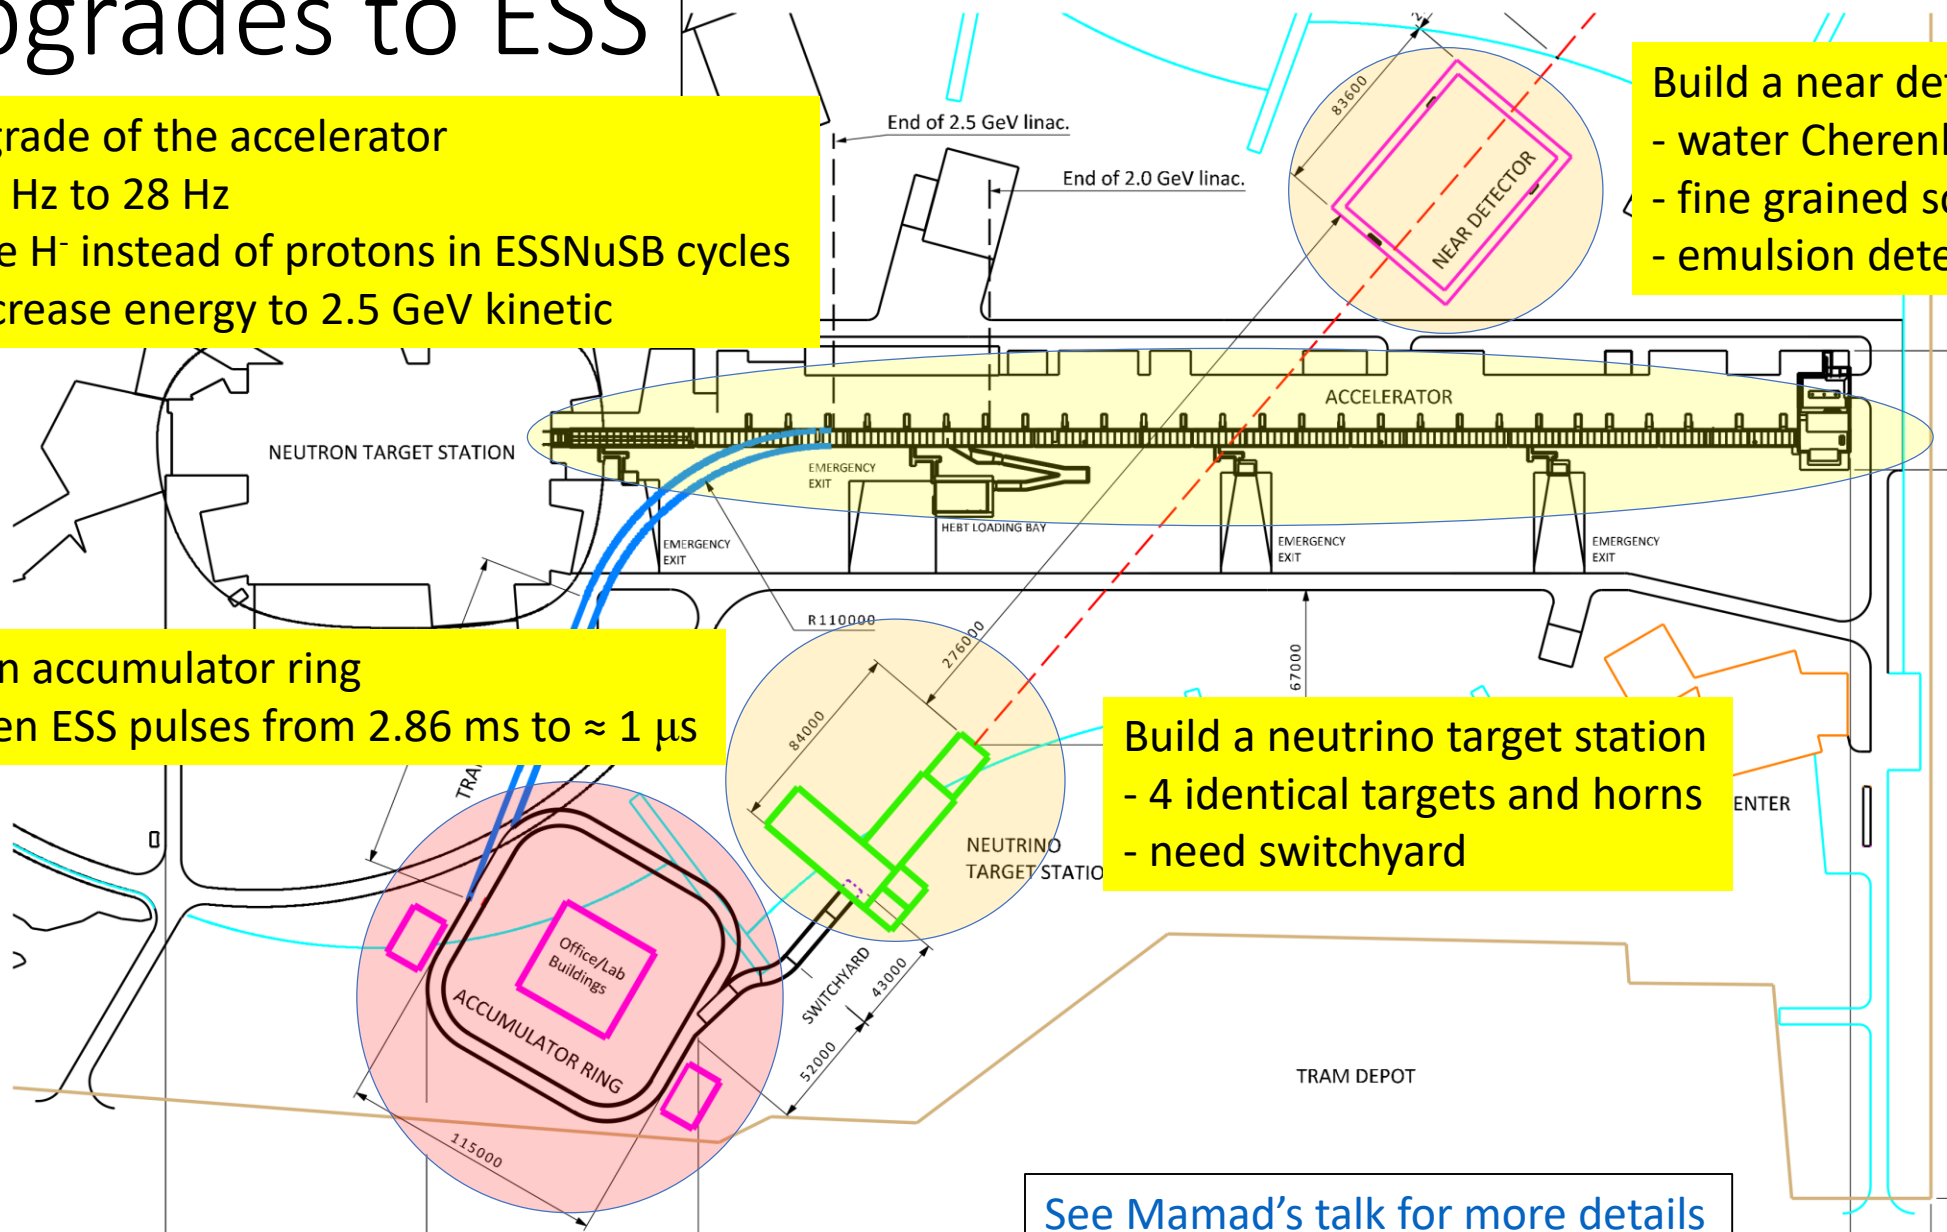 pgrades to ESS
grade of the accelerator
Hz to 28 Hz
e H⁻ instead of protons in ESSNuSB cycles
crease energy to 2.5 GeV kinetic
End of 2.5 GeV linac.
End of 2.0 GeV linac.
83600
NEAR DETECTOR
Build a near de
- water Cheren
- fine grained s
- emulsion dete
ACCELERATOR
NEUTRON TARGET STATION
EMERGENCY
EXIT
HEBT LOADING BAY
EMERGENCY
EXIT
EMERGENCY
EXIT
EMERGENCY
EXIT
R110000
276000
67000
n accumulator ring
en ESS pulses from 2.86 ms to ≈ 1 μs
84000
Build a neutrino target station
- 4 identical targets and horns
- need switchyard
ENTER
TRA
NEUTRINO
TARGET STATIO
Office/Lab
Buildings
ACCUMULATOR RING
SWITCHYARD
43000
52000
115000
TRAM DEPOT
See Mamad's talk for more details